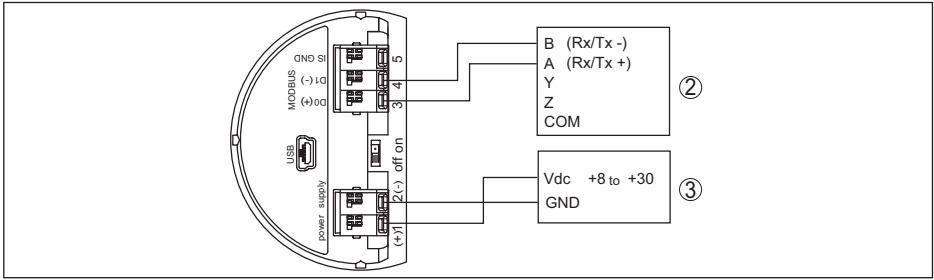 IS GND
MODBUS
D1(-)
D0(+)
USB
power supply
5
4
3
off on
2(-)
(+)1
B (Rx/Tx -)
A (Rx/Tx +)
Y
Z
COM
②
Vdc +8 to +30
GND
③